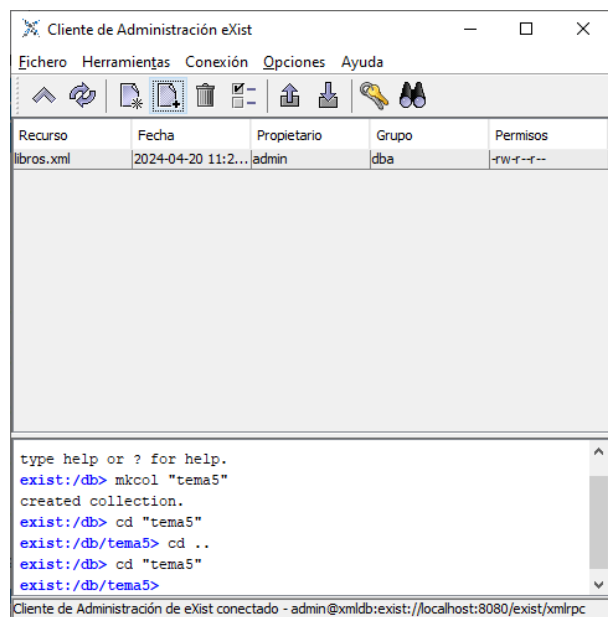 Cliente de Administración eXist
Fichero Herramientas Conexión Opciones Ayuda
Recurso Fecha Propietario Grupo Permisos
libros.xml 2024-04-20 11:2... admin dba -rw-r--r--
type help or ? for help.
exist:/db> mkcol "tema5"
created collection.
exist:/db> cd "tema5"
exist:/db/tema5> cd ..
exist:/db> cd "tema5"
exist:/db/tema5>
Cliente de Administración de eXist conectado - admin@xmldb:exist://localhost:8080/exist/xmlrpc